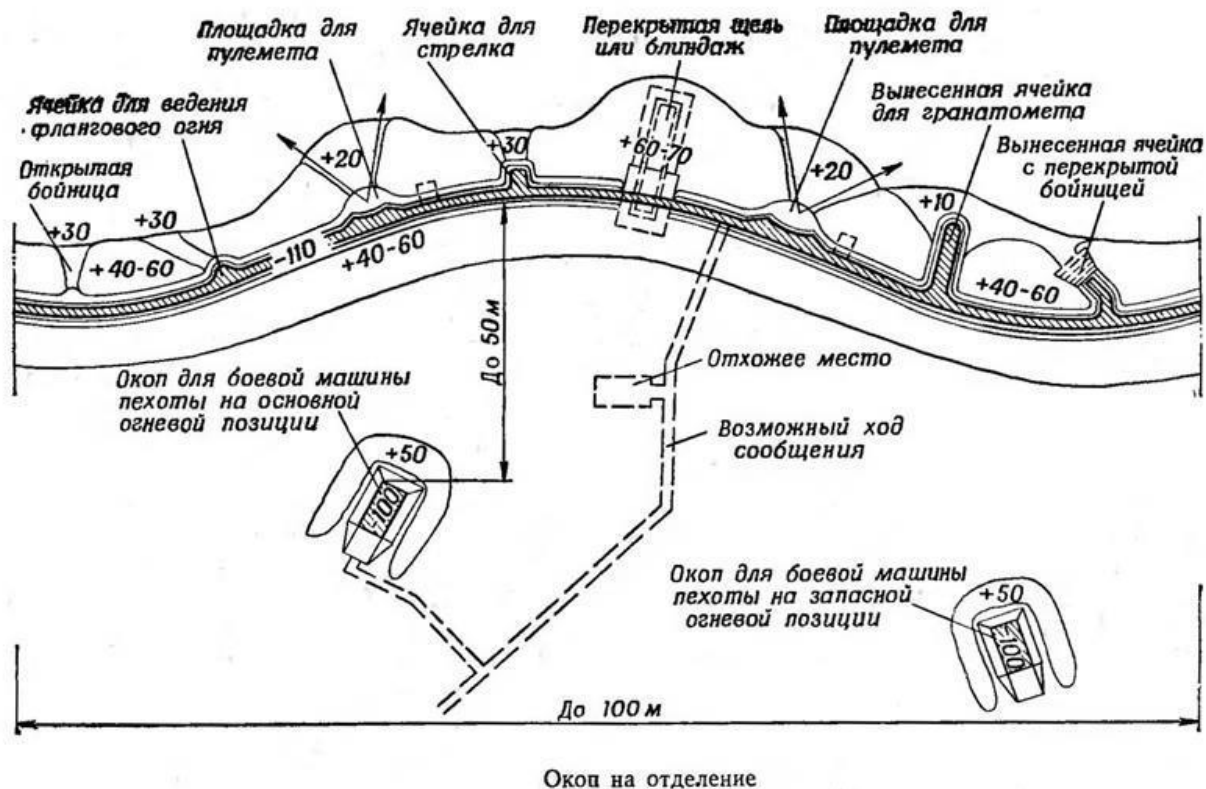 Площадка для
пулемета
Ячейка для
стрелка
Перекрытая щель
или блиндаж
Площадка для
пулемета
Ячейка для ведения
флангового огня
Вынесенная ячейка
для гранатомета
Открытая
бойница
Вынесенная ячейка
с перекрытой
бойницей
+20
+30
+60-70
+20
+10
+30
+30
+40-60
-110
+40-60
+40-60
До 50м
Отхожее место
Окоп для боевой машины
пехоты на основной
огневой позиции
Возможный ход
сообщения
+50
-100
Окоп для боевой машины
пехоты на запасной
огневой позиции
+50
-100
До 100 м
Окоп на отделение